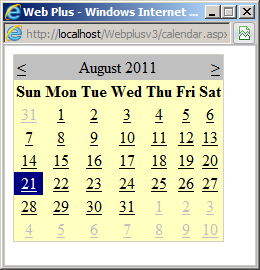 Web Plus - Windows Internet ...
http://localhost/Webplusv3/calendar.aspx
< August 2011 >
Sun Mon Tue Wed Thu Fri Sat
31 1 2 3 4 5 6
7 8 9 10 11 12 13
14 15 16 17 18 19 20
21 22 23 24 25 26 27
28 29 30 31 1 2 3
4 5 6 7 8 9 10